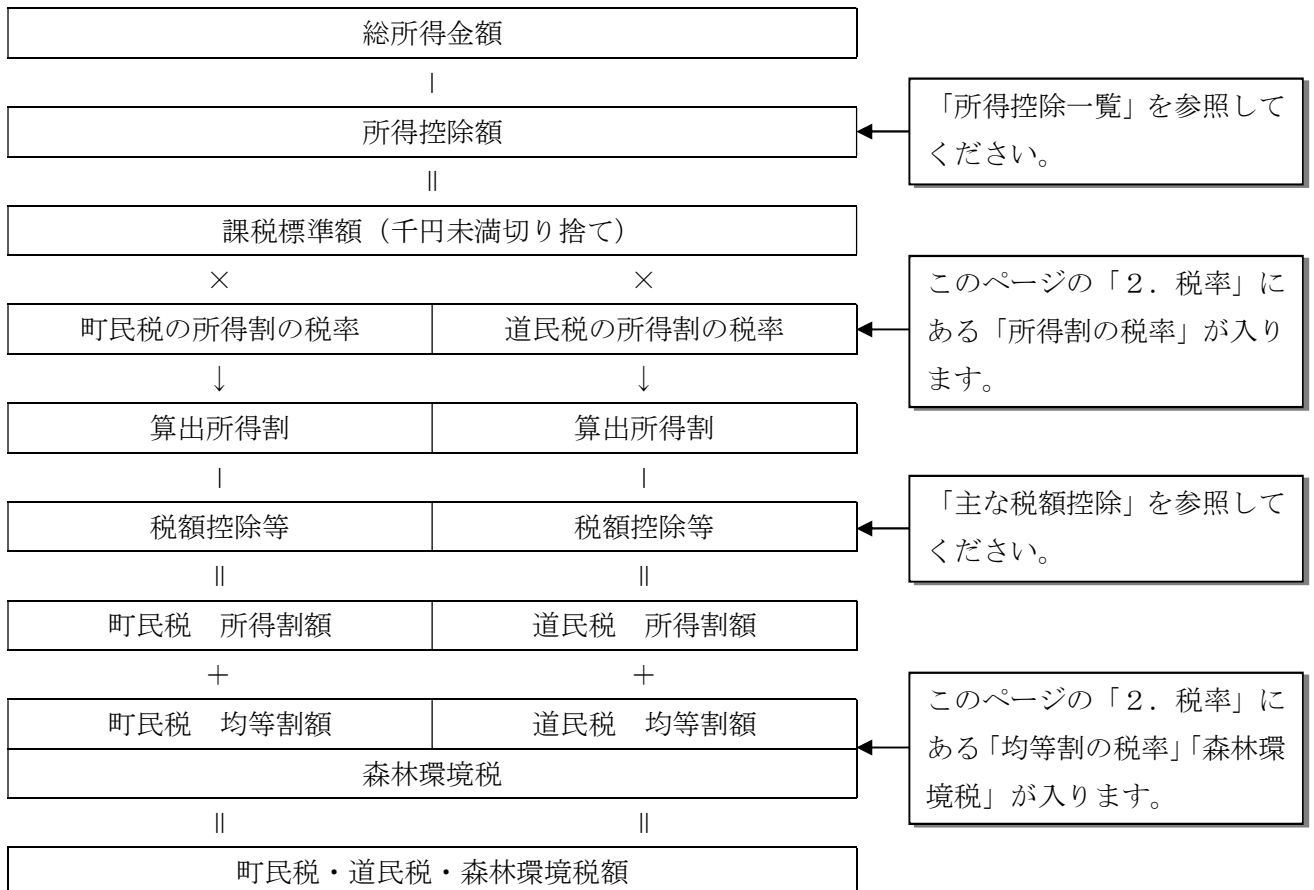 総所得金額
－
所得控除額
「所得控除一覧」を参照して
ください。
＝
課税標準額（千円未満切り捨て）
×　×
町民税の所得割の税率　道民税の所得割の税率
このページの「２．税率」に
ある「所得割の税率」が入り
ます。
↓　↓
算出所得割　算出所得割
－　－
税額控除等　税額控除等
「主な税額控除」を参照して
ください。
＝　＝
町民税　所得割額　道民税　所得割額
＋　＋
町民税　均等割額　道民税　均等割額
森林環境税
このページの「２．税率」に
ある「均等割の税率」「森林環
境税」が入ります。
＝　＝
町民税・道民税・森林環境税額